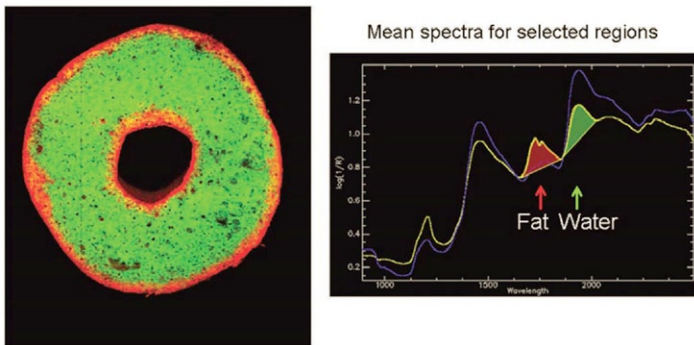 Mean spectra for selected regions
log(1/R)
1.2
1.0
0.8
0.6
0.4
0.2
Fat Water
1000
1500
2000
Wavelength